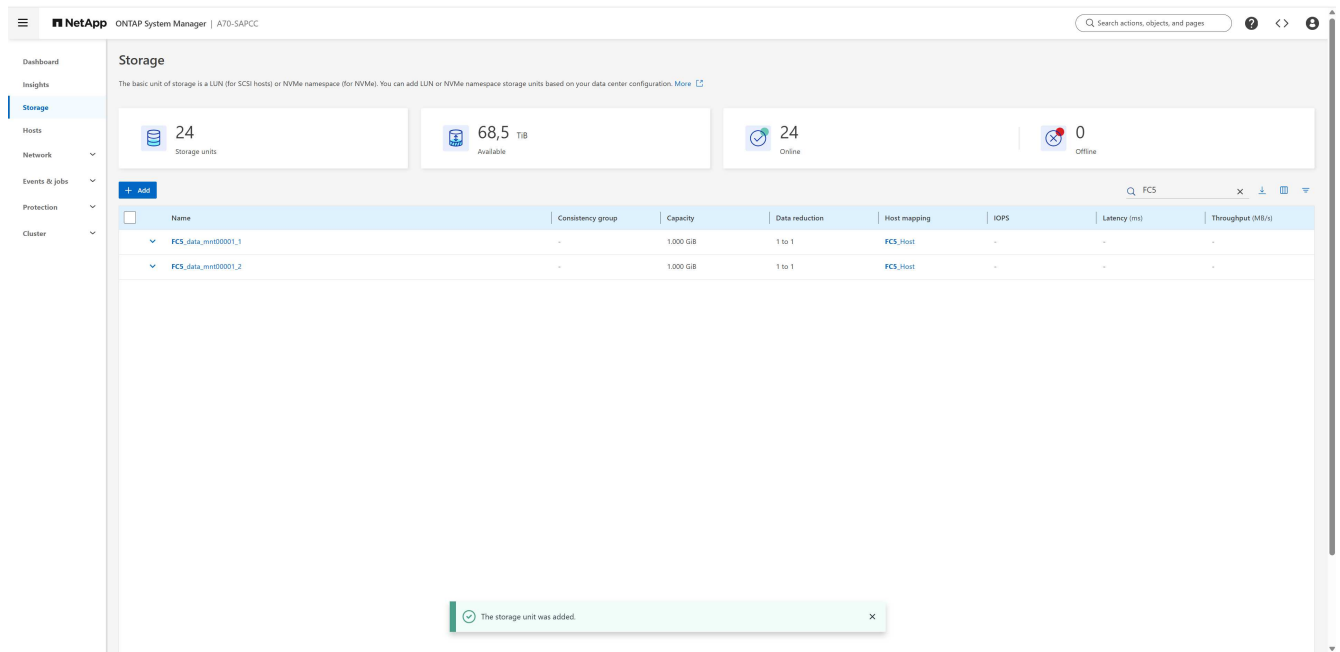 NetApp ONTAP System Manager | A70-SAPCC
Search actions, objects, and pages
Dashboard
Insights
Storage
Hosts
Network
Events & jobs
Protection
Cluster
Storage
The basic unit of storage is a LUN (for SCSI hosts) or NVMe namespace (for NVMe). You can add LUN or NVMe namespace storage units based on your data center configuration. More
24
Storage units
68,5 TiB
Available
24
Online
0
Offline
+ Add
FC5
Name Consistency group Capacity Data reduction Host mapping IOPS Latency (ms) Throughput (MB/s)
FC5_data_mnt00001_1 - 1.000 GiB 1 to 1 FC5_Host - - -
FC5_data_mnt00001_2 - 1.000 GiB 1 to 1 FC5_Host - - -
The storage unit was added.